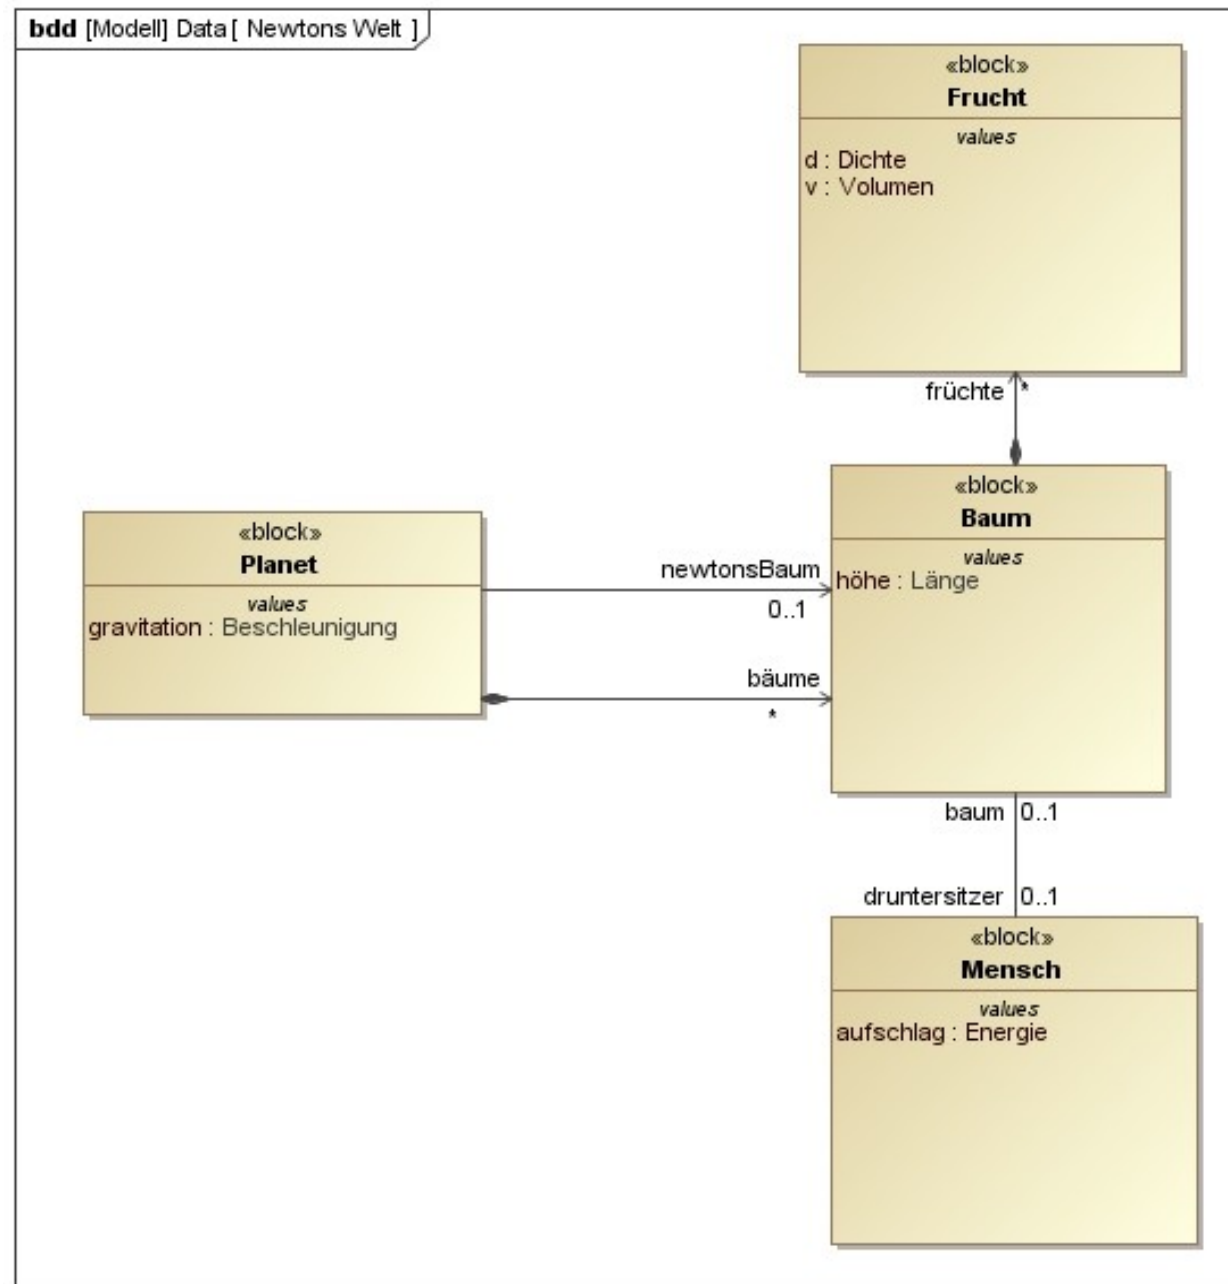 bdd [Modell] Data [ Newtons Welt ]
«block»
Frucht
values
d : Dichte
v : Volumen
früchte *
«block»
Planet
values
gravitation : Beschleunigung
newtonsBaum
0..1
bäume
*
«block»
Baum
values
höhe : Länge
baum 0..1
druntersitzer 0..1
«block»
Mensch
values
aufschlag : Energie